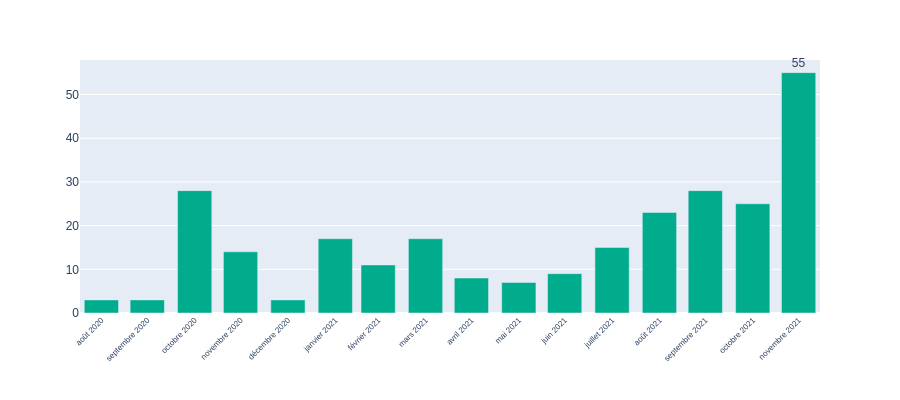 55
50
40
30
20
10
0
août 2020
septembre 2020
octobre 2020
novembre 2020
décembre 2020
janvier 2021
février 2021
mars 2021
avril 2021
mai 2021
juin 2021
juillet 2021
août 2021
septembre 2021
octobre 2021
novembre 2021